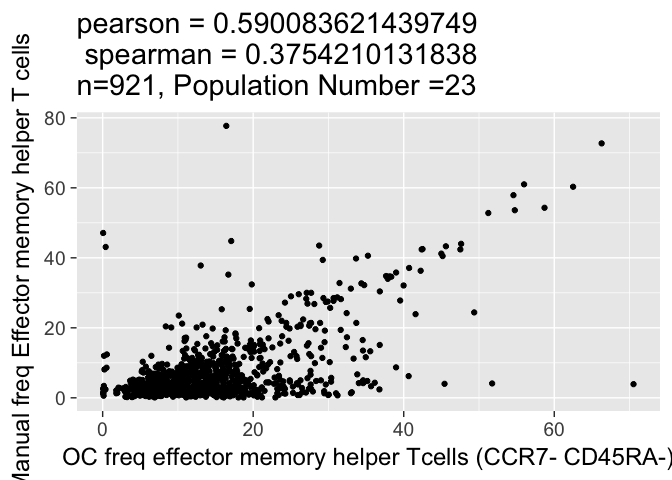 pearson = 0.590083621439749
spearman = 0.3754210131838
n=921, Population Number =23
Manual freq Effector memory helper T cells
80
60
40
20
0
0 20 40 60
OC freq effector memory helper Tcells (CCR7- CD45RA-)